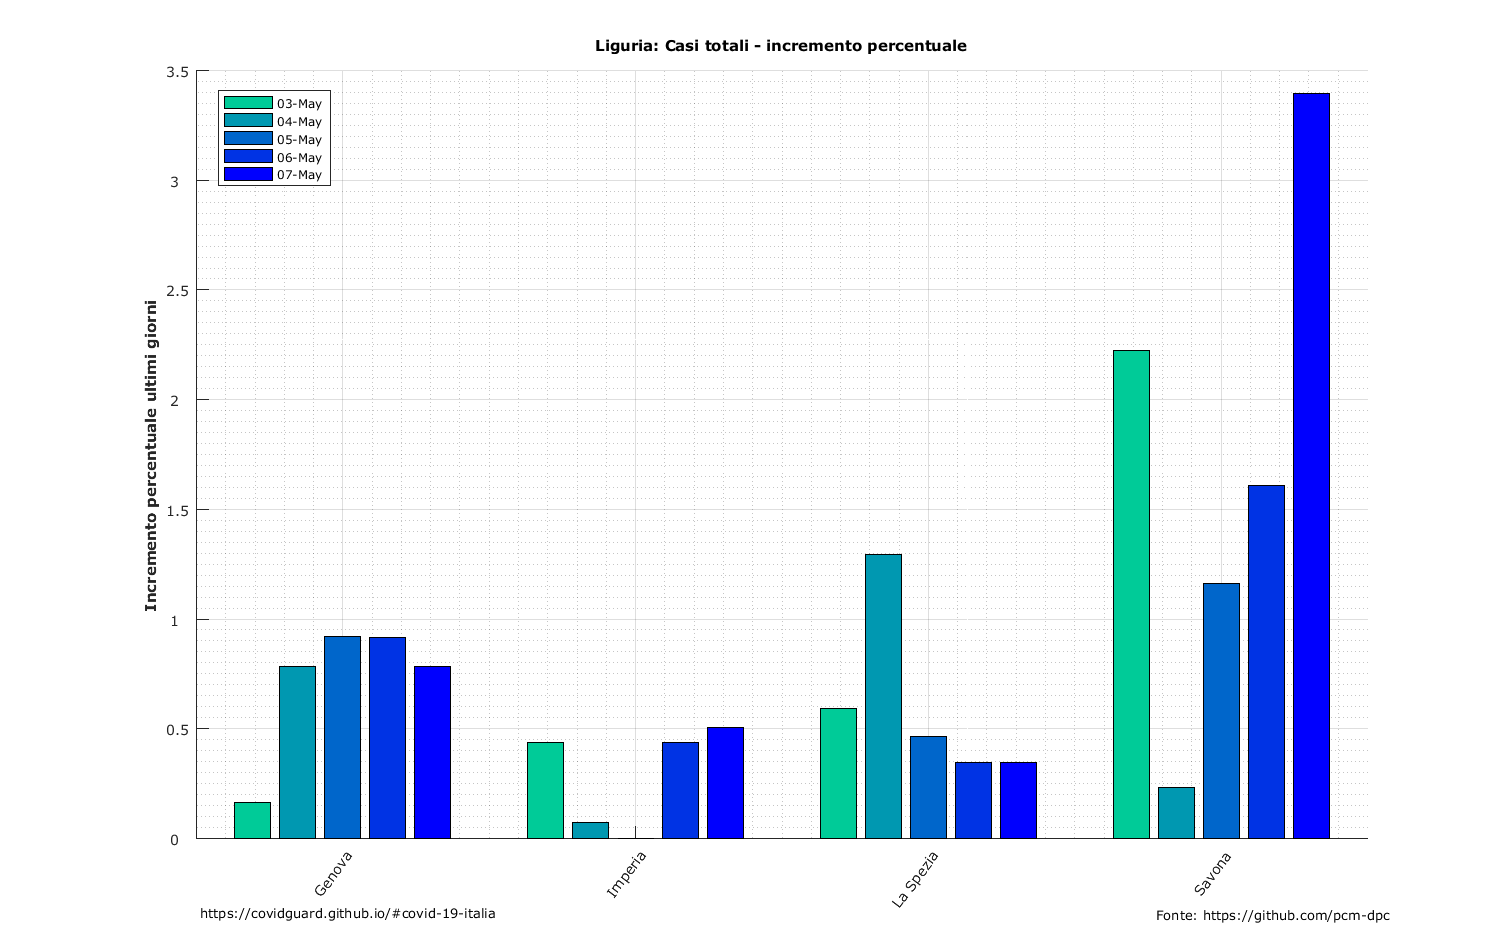 Liguria: Casi totali - incremento percentuale
Incremento percentuale ultimi giorni
3.5
3
2.5
2
1.5
1
0.5
0
03-May
04-May
05-May
06-May
07-May
Genova
Imperia
La Spezia
Savona
https://covidguard.github.io/#covid-19-italia
Fonte: https://github.com/pcm-dpc